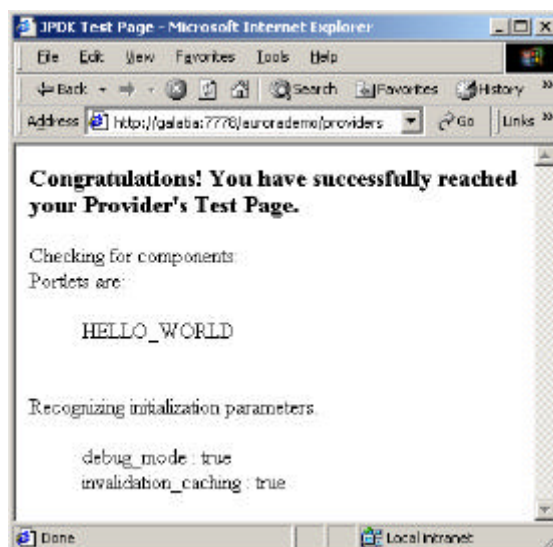 JPDK Test Page - Microsoft Internet Explorer
File Edit View Favorites Tools Help
Back Search Favorites History »
Address http://galatia:7778/aurorademo/providers Go Links »
Congratulations! You have successfully reached
your Provider's Test Page.
Checking for components:
Portlets are:
HELLO_WORLD
Recognizing initialization parameters.
debug_mode : true
invalidation_caching : true
Done Local intranet